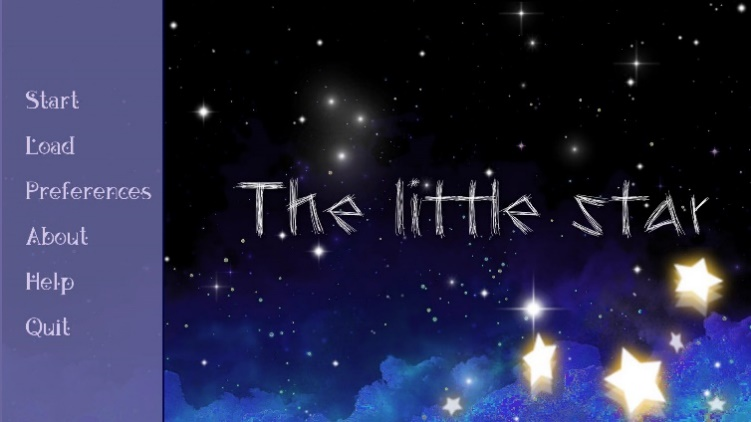 Start
Load
Preferences
About
Help
Quit
The little star